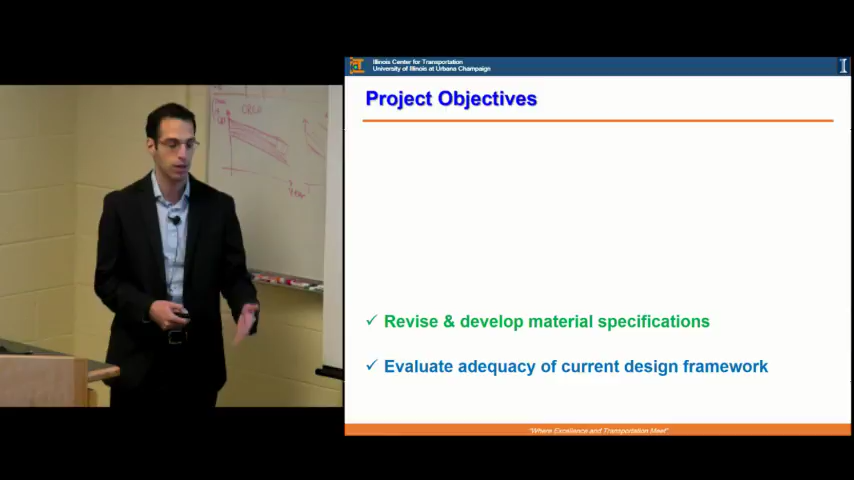 Illinois Center for Transportation
University of Illinois at Urbana Champaign
Project Objectives
✓ Revise & develop material specifications
✓ Evaluate adequacy of current design framework
"Where Excellence and Transportation Meet"